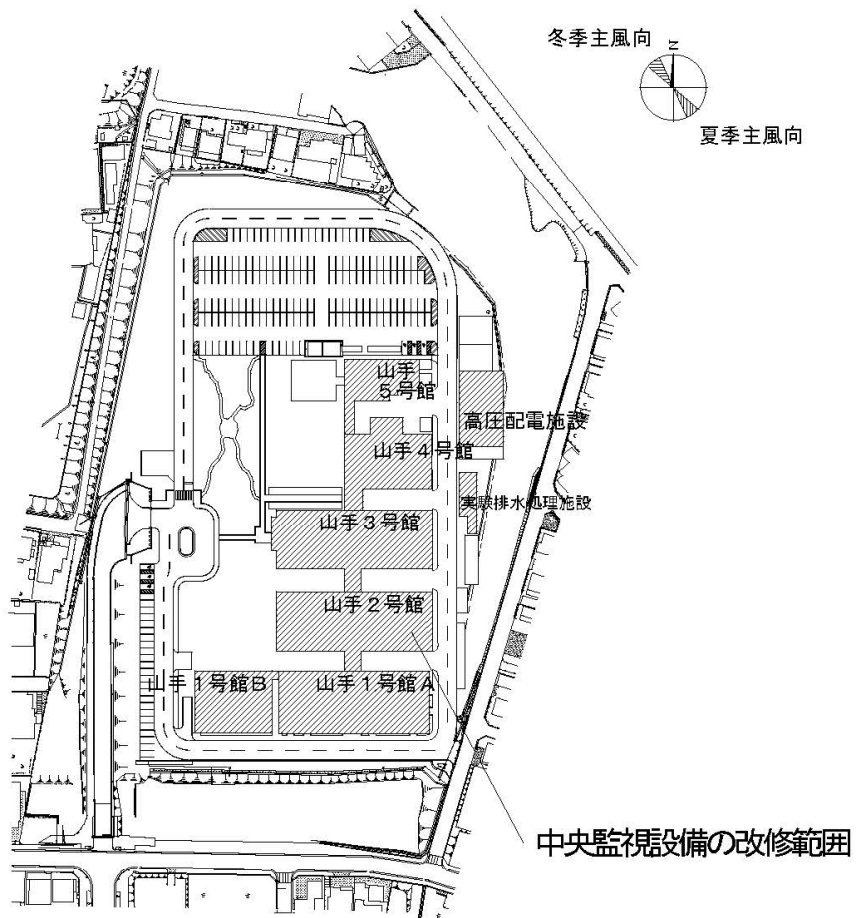 冬季主風向
N
夏季主風向
山手
5号館
高圧配電施設
山手4号館
実験排水処理施設
山手3号館
山手2号館
山手1号館B
山手1号館A
中央監視設備の改修範囲